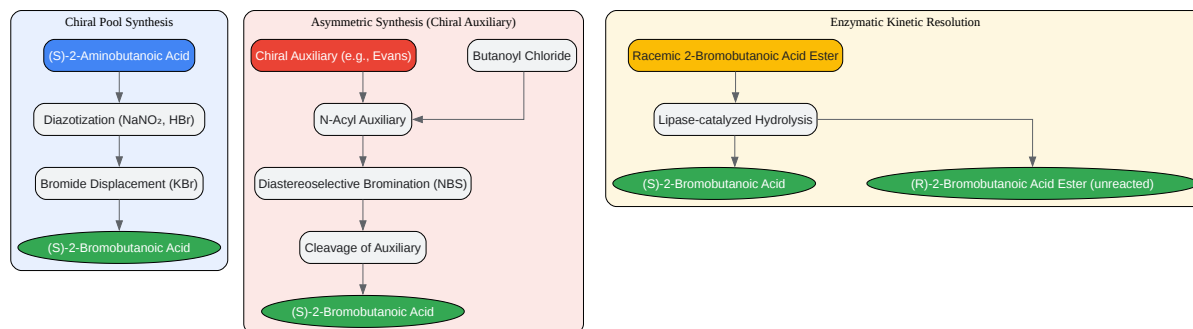 Chiral Pool Synthesis
(S)-2-Aminobutanoic Acid
Diazotization (NaNO₂, HBr)
Bromide Displacement (KBr)
(S)-2-Bromobutanoic Acid
Asymmetric Synthesis (Chiral Auxiliary)
Chiral Auxiliary (e.g., Evans)
Butanoyl Chloride
N-Acyl Auxiliary
Diastereoselective Bromination (NBS)
Cleavage of Auxiliary
(S)-2-Bromobutanoic Acid
Enzymatic Kinetic Resolution
Racemic 2-Bromobutanoic Acid Ester
Lipase-catalyzed Hydrolysis
(S)-2-Bromobutanoic Acid
(R)-2-Bromobutanoic Acid Ester (unreacted)